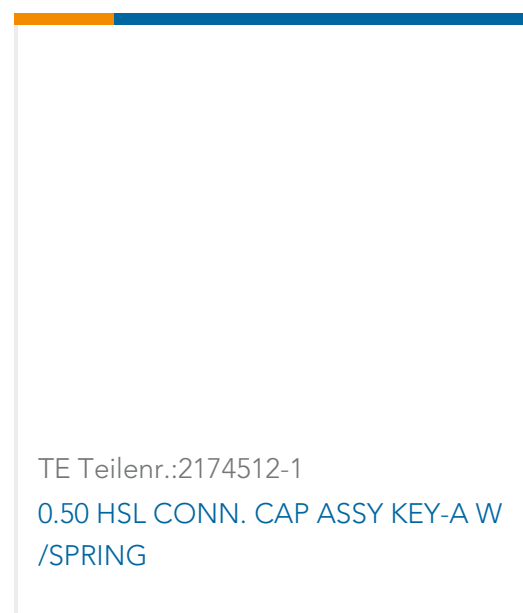 TE Teilenr.:2174512-1
0.50 HSL CONN. CAP ASSY KEY-A W
/SPRING